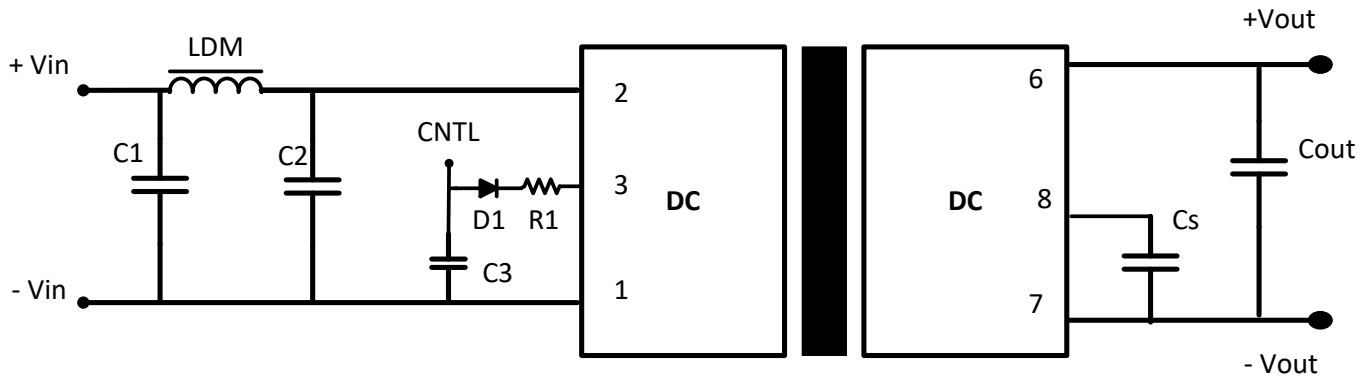 +Vout
LDM
+ Vin
2
6
CNTL
C1
C2
Cout
3
DC
DC
8
D1
R1
Cs
C3
- Vin
1
7
- Vout